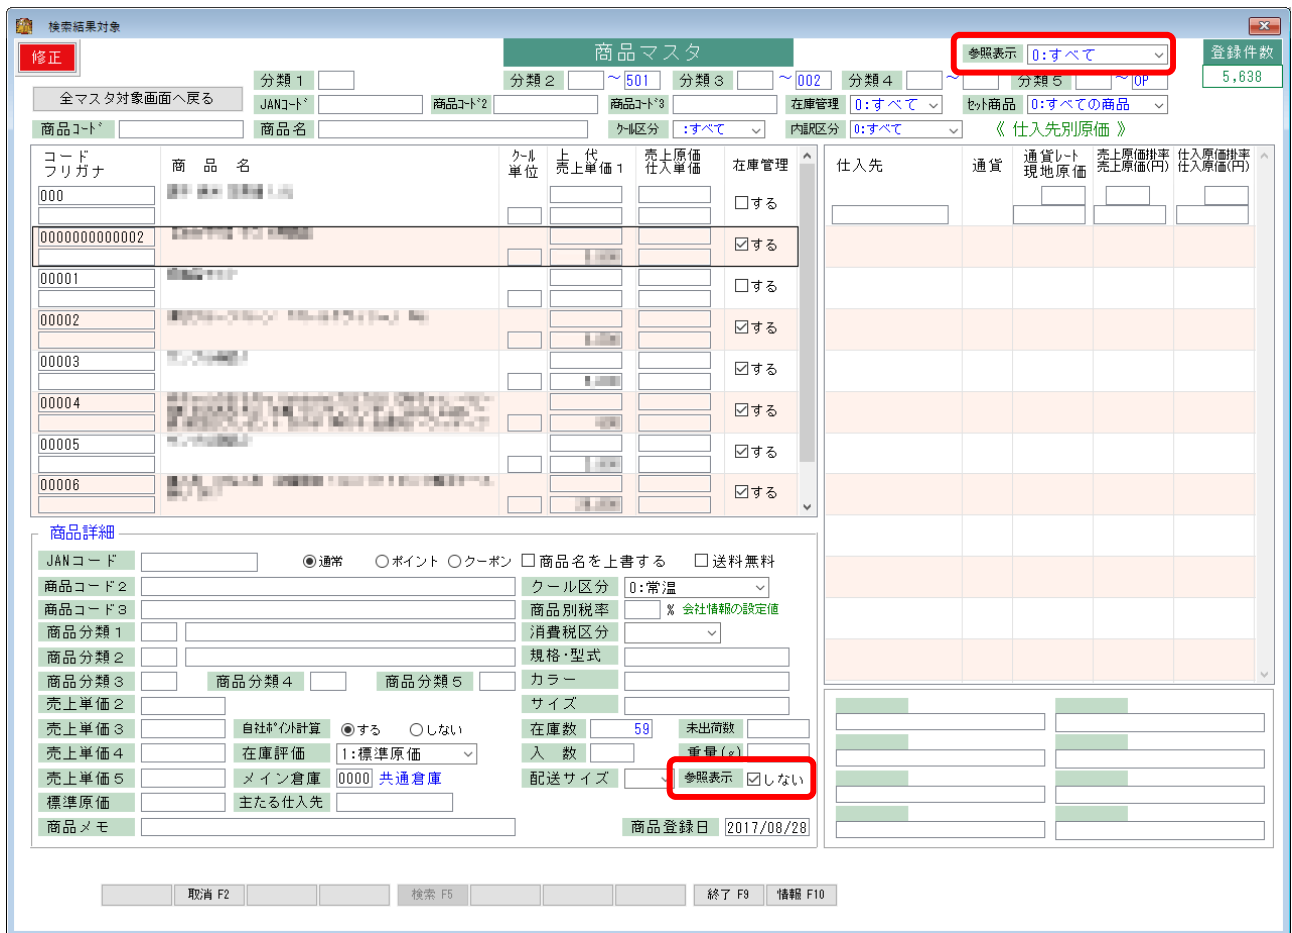 検索結果対象
修正
商品マスタ
参照表示 0:すべて
登録件数
5,638
分類１ 分類２ ～501 分類３ ～002 分類４ ～ 分類５ ～0P
全マスタ対象画面へ戻る
JANｺｰﾄﾞ 商品ｺｰﾄﾞ2 商品ｺｰﾄﾞ3 在庫管理 0:すべて ｾｯﾄ商品 0:すべての商品
商品ｺｰﾄﾞ 商品名 ｸｰﾙ区分 :すべて 内訳区分 0:すべて 《 仕入先別原価 》
コード
フリガナ
商 品 名
ｸｰﾙ
単位
上 代
売上単価１
売上原価
仕入単価
在庫管理
仕入先
通貨
通貨ﾚｰﾄ
現地原価
売上原価掛率
売上原価(円)
仕入原価掛率
仕入原価(円)
000 する
0000000000002 する
00001 する
00002 する
00003 する
00004 する
00005 する
00006 する
商品詳細
JANコード 通常 ポイント クーポン 商品名を上書する 送料無料
商品コード２ クール区分 0:常温
商品コード３ 商品別税率 % 会社情報の設定値
商品分類１ 消費税区分
商品分類２ 規格･型式
商品分類３ 商品分類４ 商品分類５ カラー
売上単価２ サイズ
売上単価３ 自社ﾎﾟｲﾝﾄ計算 する しない 在庫数 59 未出荷数
売上単価４ 在庫評価 1:標準原価 入 数 重量(g)
売上単価５ メイン倉庫 0000 共通倉庫 配送サイズ 参照表示 しない
標準原価 主たる仕入先
商品メモ 商品登録日 2017/08/28
取消 F2 検索 F5 終了 F9 情報 F10